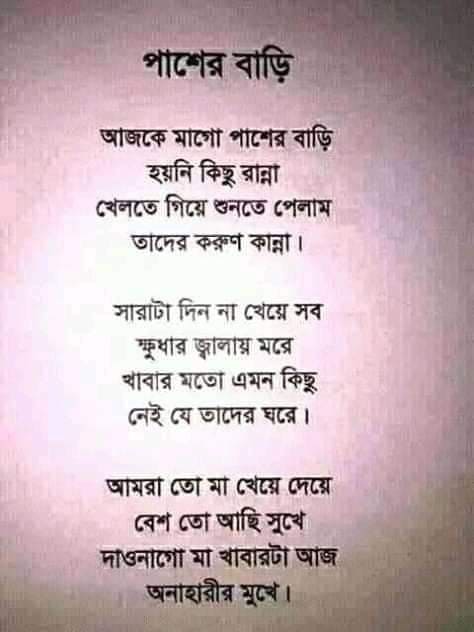 পাশের বাড়ি
আজকে মাগো পাশের বাড়ি
হয়নি কিছু রান্না
খেলতে গিয়ে শুনতে পেলাম
তাদের করুণ কান্না।
সারাটা দিন না খেয়ে সব
ক্ষুধার জ্বালায় মরে
খাবার মতো এমন কিছু
নেই যে তাদের ঘরে।
আমরা তো মা খেয়ে দেয়ে
বেশ তো আছি সুখে
দাওনাগো মা খাবারটা আজ
অনাহারীর মুখে।